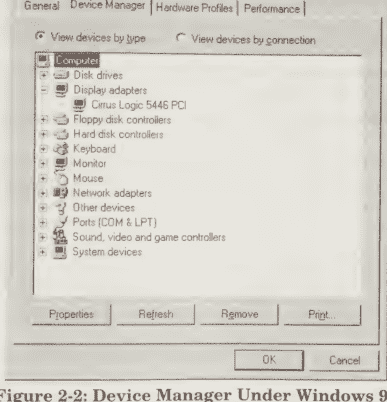 General Device Manager Hardware Profiles Performance
View devices by type View devices by connection
Computer
Disk drives
Display adapters
Cirrus Logic 5446 PCI
Floppy disk controllers
Hard disk controllers
Keyboard
Monitor
Mouse
Network adapters
Other devices
Ports (COM & LPT)
Sound, video and game controllers
System devices
Properties Refresh Remove Print...
OK Cancel
Figure 2-2: Device Manager Under Windows 9